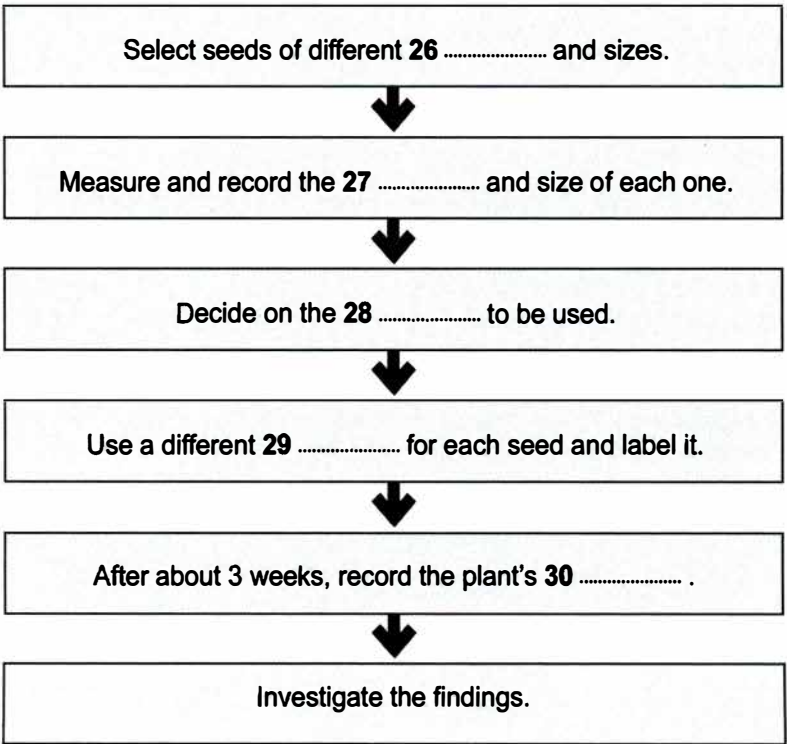 Select seeds of different 26 .................... and sizes.
Measure and record the 27 .................... and size of each one.
Decide on the 28 .................... to be used.
Use a different 29 .................... for each seed and label it.
After about 3 weeks, record the plant's 30 .................... .
Investigate the findings.